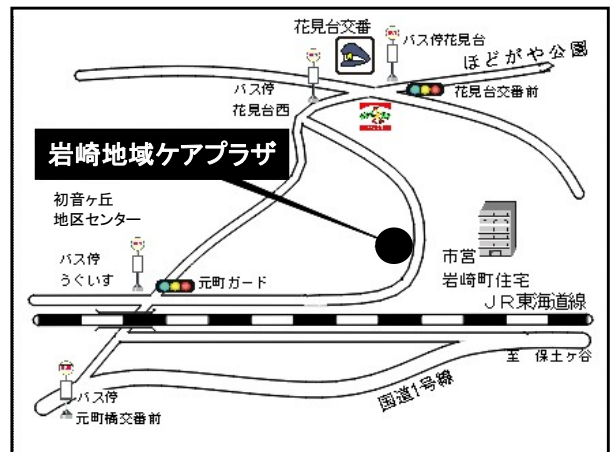 花見台交番
バス停花見台
ほどがや公園
バス停
花見台西
花見台交番前
岩崎地域ケアプラザ
初音ヶ丘
地区センター
バス停
うぐいす
元町ガード
市営
岩崎町住宅
JR東海道線
至 保土ヶ谷
国道1号線
バス停
元町橋交番前